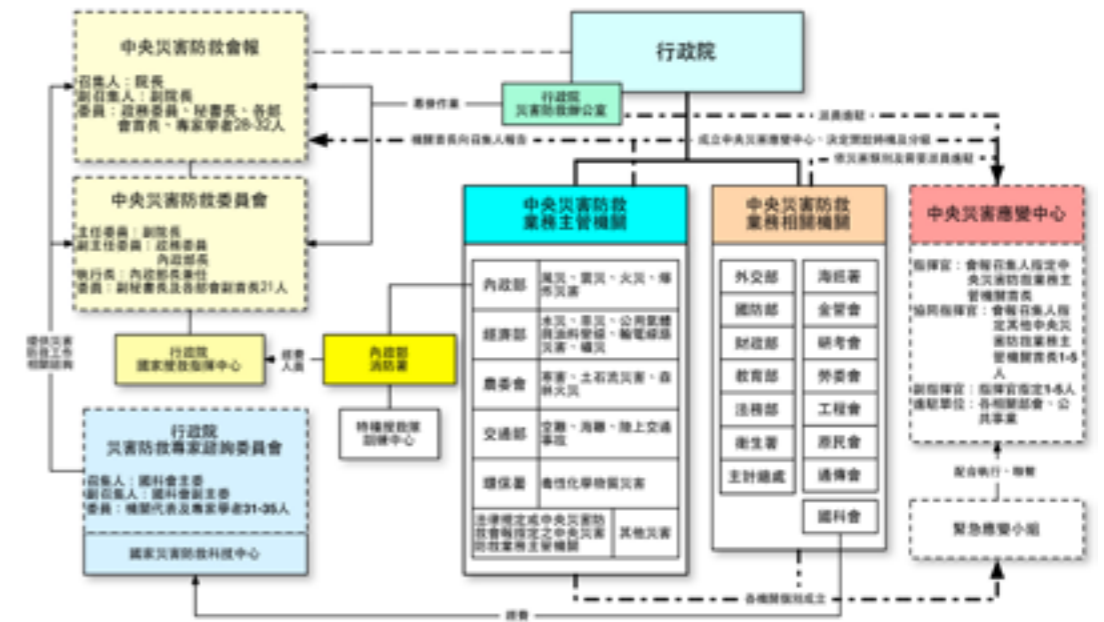 中央災害防救會報
召集人：院長
副召集人：副院長
委員：政務委員、秘書長、各部
會首長、專家學者28-32人
行政院
行政院
災害防救辦公室
幕僚作業
派員進駐
機關首長向召集人報告
成立中央災害應變中心、決定開設時機及分級
依災害類別及需要派員進駐
中央災害防救委員會
主任委員：副院長
副主任委員：政務委員
內政部長
執行長：內政部長兼任
委員：副秘書長及各部會副首長21人
提供災害
防救工作
相關諮詢
行政院
國家搜救指揮中心
經費
人員
內政部
消防署
特種搜救隊
訓練中心
行政院
災害防救專家諮詢委員會
召集人：國科會主委
副召集人：國科會副主委
委員：機關代表及專家學者31-35人
國家災害防救科技中心
中央災害防救
業務主管機關
內政部
風災、震災、火災、爆
炸災害
經濟部
水災、旱災、公用氣體
與油料管線、輸電線路
災害、礦災
農委會
寒害、土石流災害、森
林火災
交通部
空難、海難、陸上交通
事故
環保署
毒性化學物質災害
法律規定或中央災害防
救會報指定之中央災害
防救業務主管機關
其他災害
中央災害防救
業務相關機關
外交部
海巡署
國防部
金管會
財政部
研考會
教育部
勞委會
法務部
工程會
衛生署
原民會
主計總處
通傳會
國科會
中央災害應變中心
指揮官：會報召集人指定中
央災害防救業務主
管機關首長
協同指揮官：會報召集人指
定其他中央災
害防救業務主
管機關首長1-5
人
副指揮官：指揮官指定1-5人
進駐單位：各相關部會、公
共事業
配合執行、聯繫
緊急應變小組
各機關個別成立
經費